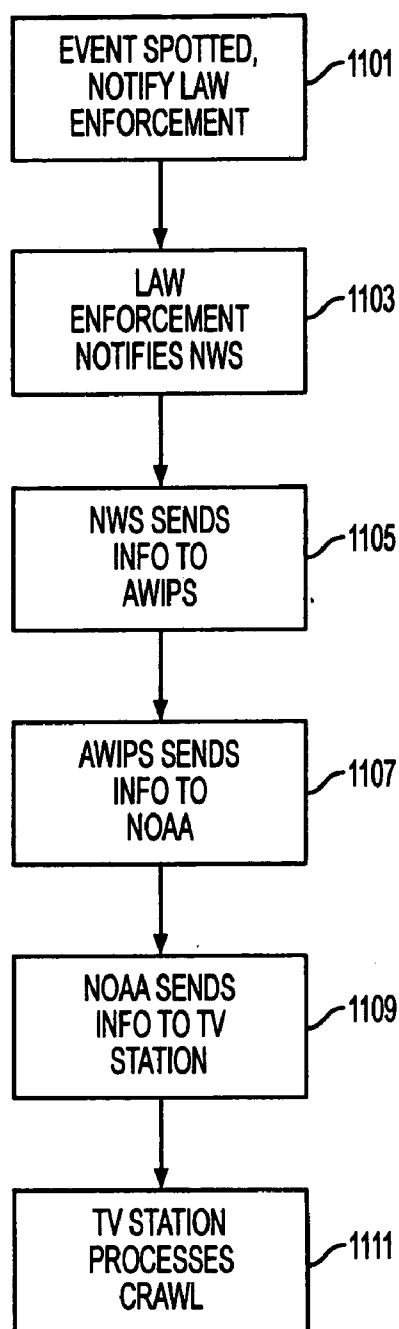 EVENT SPOTTED,
NOTIFY LAW
ENFORCEMENT
1101
LAW
ENFORCEMENT
NOTIFIES NWS
1103
NWS SENDS
INFO TO
AWIPS
1105
AWIPS SENDS
INFO TO
NOAA
1107
NOAA SENDS
INFO TO TV
STATION
1109
TV STATION
PROCESSES
CRAWL
1111